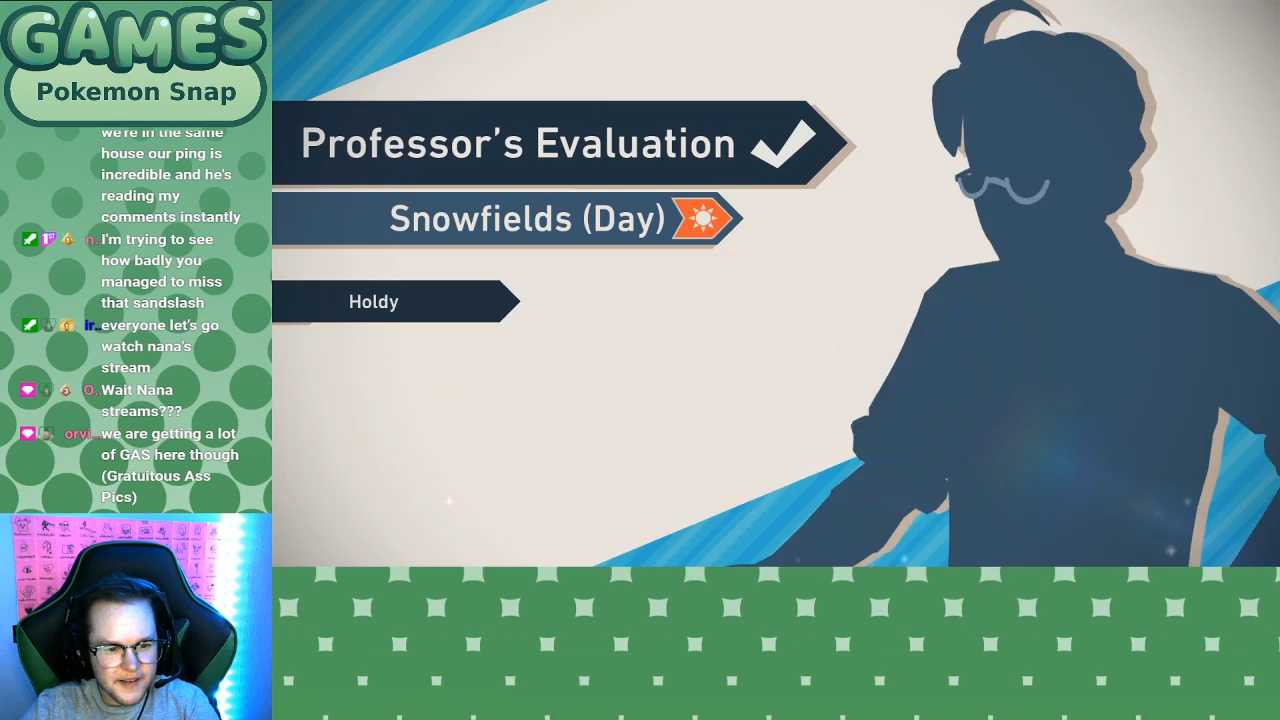 GAMES
Pokemon Snap
we're in the same
house our ping is
incredible and he's
reading my
comments instantly
n..I'm trying to see
how badly you
managed to miss
that sandslash
ir..everyone let's go
watch nana's
stream
O..Wait Nana
streams???
orvi...we are getting a lot
of GAS here though
(Gratuitous Ass
Pics)
Professor's Evaluation
Snowfields (Day)
Holdy